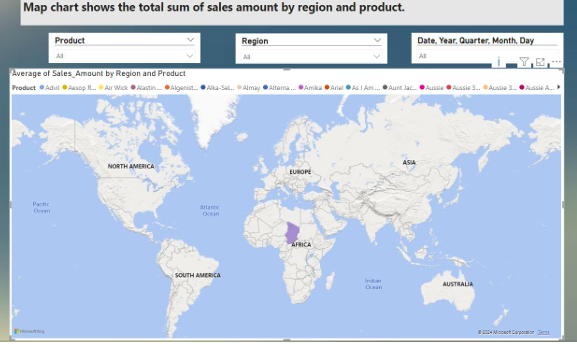 Map chart shows the total sum of sales amount by region and product.
Product
All
Region
All
Date, Year, Quarter, Month, Day
All
Average of Sales_Amount by Region and Product
Product Advil Aesop R... Air Wick Alastin ... Algenist... Alka-Sel... Almay Alterna ... Amika Ariel As I Am ... Aunt Jac... Aussie Aussie 3... Aussie 3... Aussie A...
NORTH AMERICA
EUROPE
ASIA
Pacific
Ocean
Atlantic
Ocean
AFRICA
SOUTH AMERICA
Indian
Ocean
AUSTRALIA
© 2024 Microsoft Corporation Terms